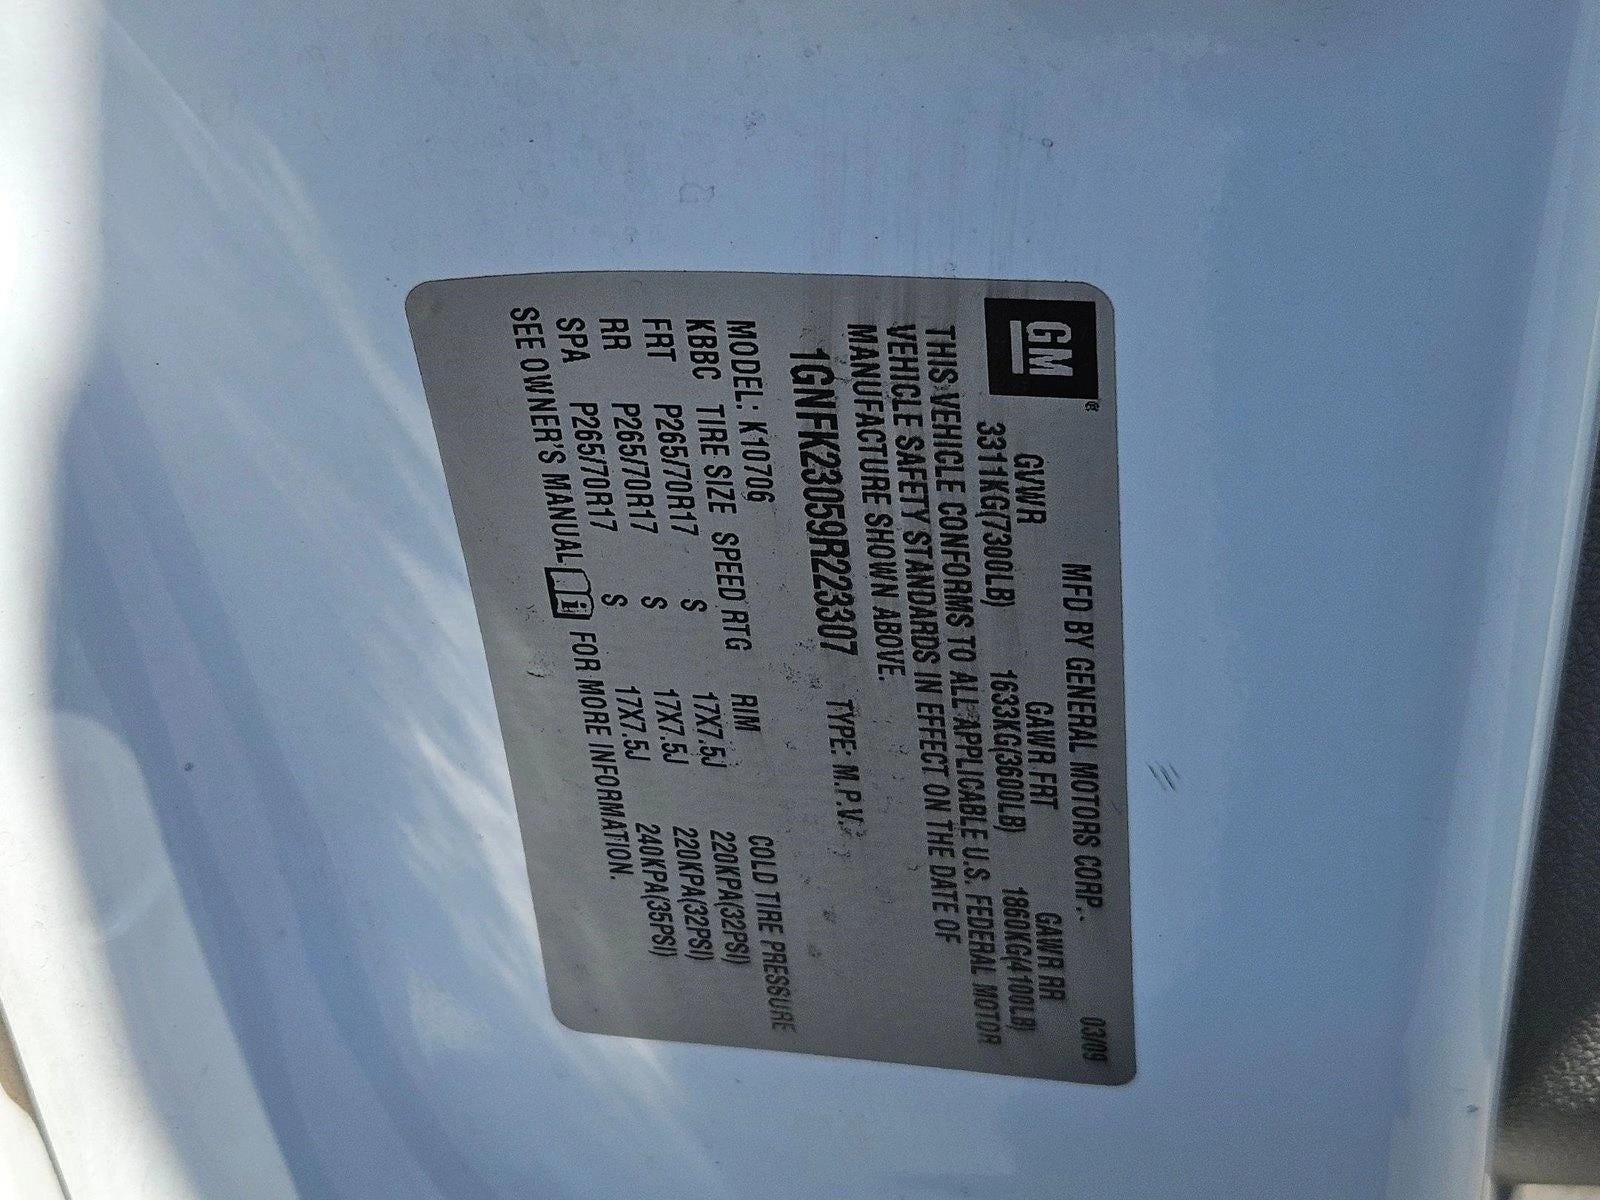 GM®
MFD BY GENERAL MOTORS CORP. 03/09
GVWR GAWR FRT GAWR RR
3311KG(7300LB) 1633KG(3600LB) 1860KG(4100LB)
THIS VEHICLE CONFORMS TO ALL APPLICABLE U.S. FEDERAL MOTOR
VEHICLE SAFETY STANDARDS IN EFFECT ON THE DATE OF
MANUFACTURE SHOWN ABOVE.
1GNFK23059R223307 TYPE: M.P.V.
MODEL: K10706
KBBC TIRE SIZE SPEED RTG RIM COLD TIRE PRESSURE
FRT P265/70R17 S 17X7.5J 220KPA(32PSI)
RR P265/70R17 S 17X7.5J 220KPA(32PSI)
SPA P265/70R17 S 17X7.5J 240KPA(35PSI)
SEE OWNER'S MANUAL i FOR MORE INFORMATION.